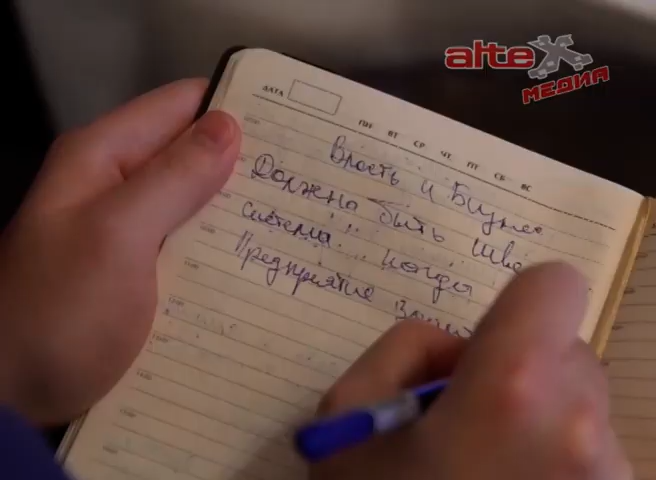 alteX
МЕДИА
ДАТА
ПН ВТ СР ЧТ ПТ СБ ВС
Власть и Бизнес
Должна быть
система когда
Предприятие